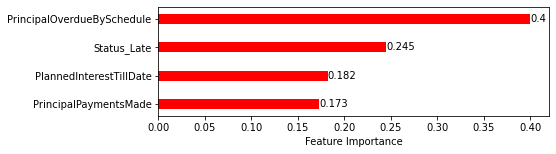 PrincipalOverdueBySchedule
0.4
Status_Late
0.245
PlannedInterestTillDate
0.182
PrincipalPaymentsMade
0.173
0.00 0.05 0.10 0.15 0.20 0.25 0.30 0.35 0.40
Feature Importance